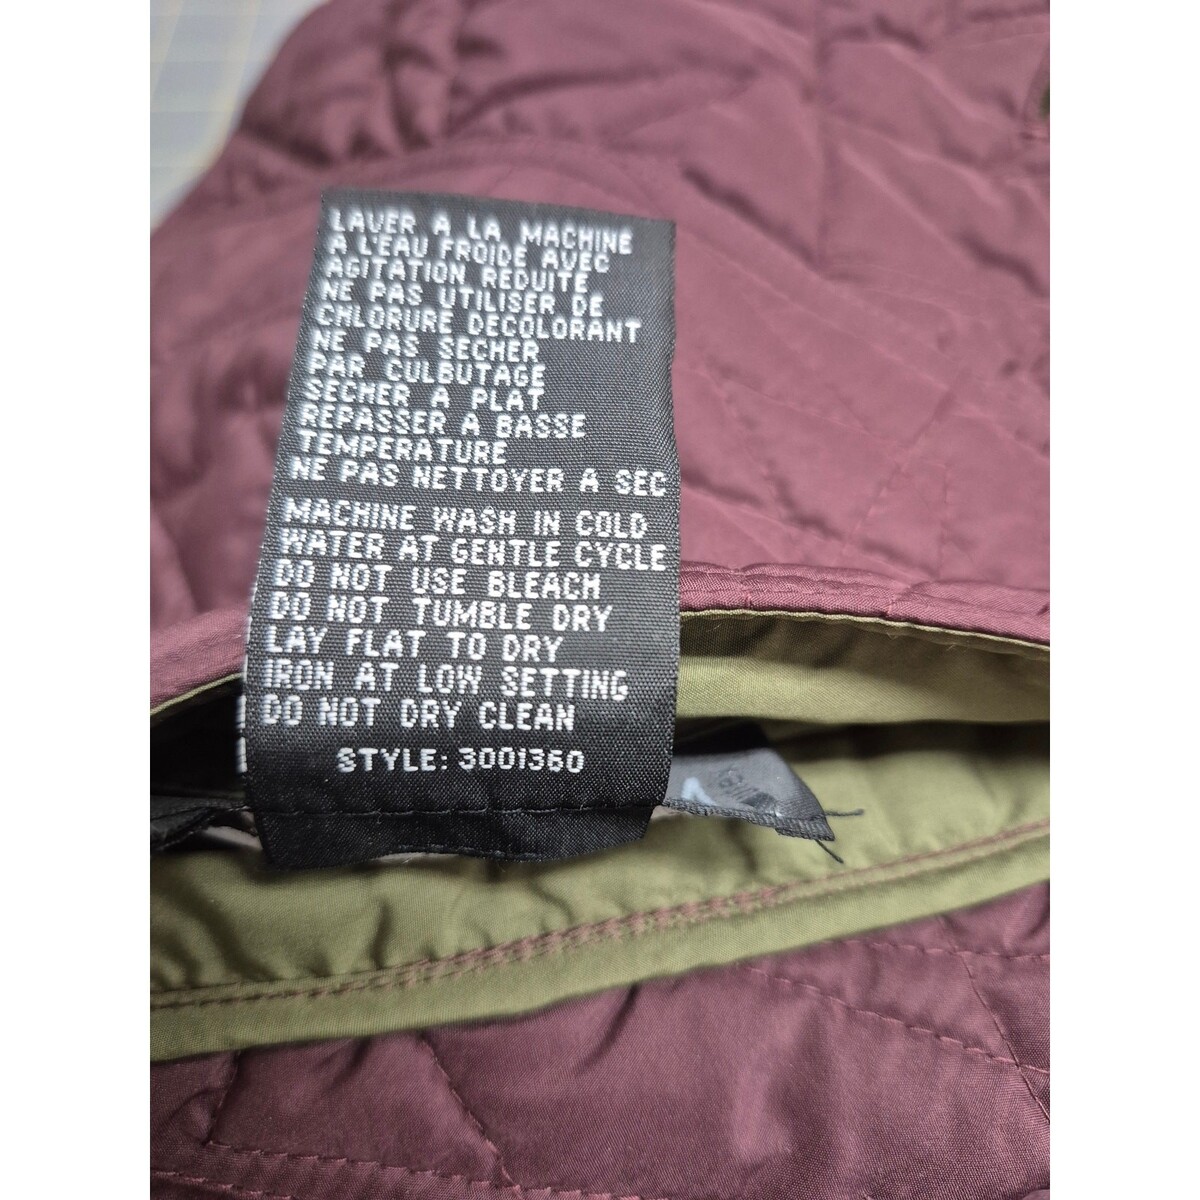 LAVER A LA MACHINE
A L'EAU FROIDE AVEC
AGITATION REDUITE
NE PAS UTILISER DE
CHLORURE DECOLORANT
NE PAS SECHER
PAR CULBUTAGE
SECHER A PLAT
REPASSER A BASSE
TEMPERATURE
NE PAS NETTOYER A SEC
MACHINE WASH IN COLD
WATER AT GENTLE CYCLE
DO NOT USE BLEACH
DO NOT TUMBLE DRY
LAY FLAT TO DRY
IRON AT LOW SETTING
DO NOT DRY CLEAN
STYLE: 3001360